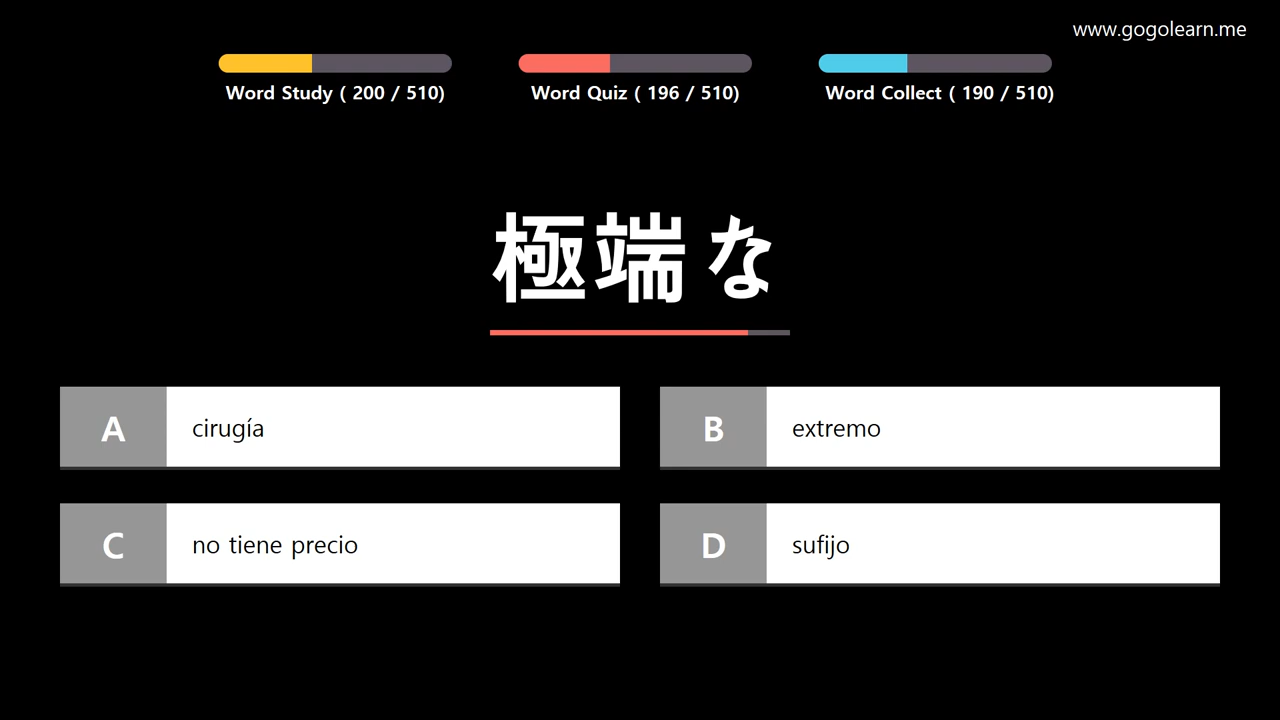 www.gogolearn.me
Word Study ( 200 / 510)
Word Quiz ( 196 / 510)
Word Collect ( 190 / 510)
極端な
A cirugía
B extremo
C no tiene precio
D sufijo